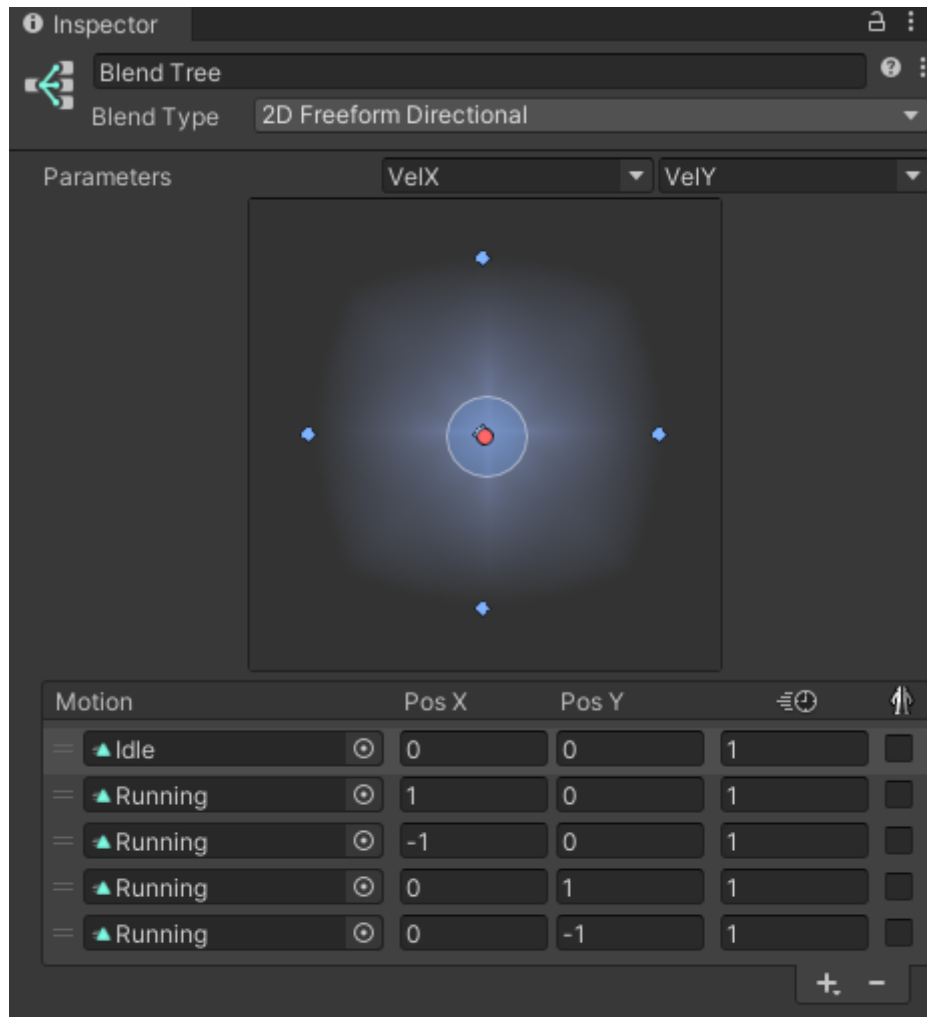 Inspector
Blend Tree
Blend Type 2D Freeform Directional
Parameters VelX VelY
Motion Pos X Pos Y
Idle 0 0 1
Running 1 0 1
Running -1 0 1
Running 0 1 1
Running 0 -1 1